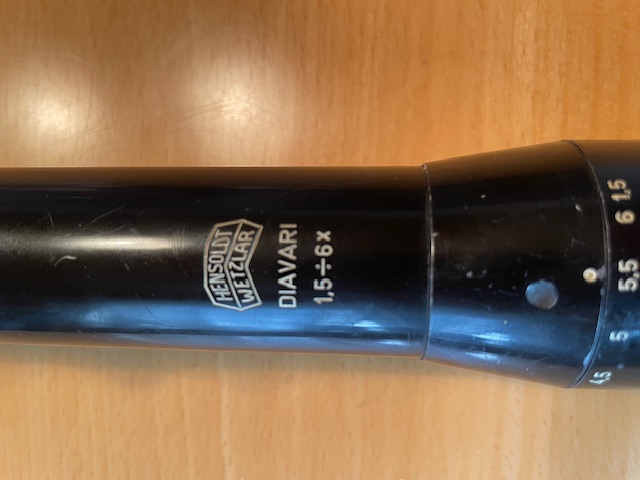 HENSOLDT
WETZLAR
DIAVARI
1,5÷6x
4,5 5 5,5 6 1,5